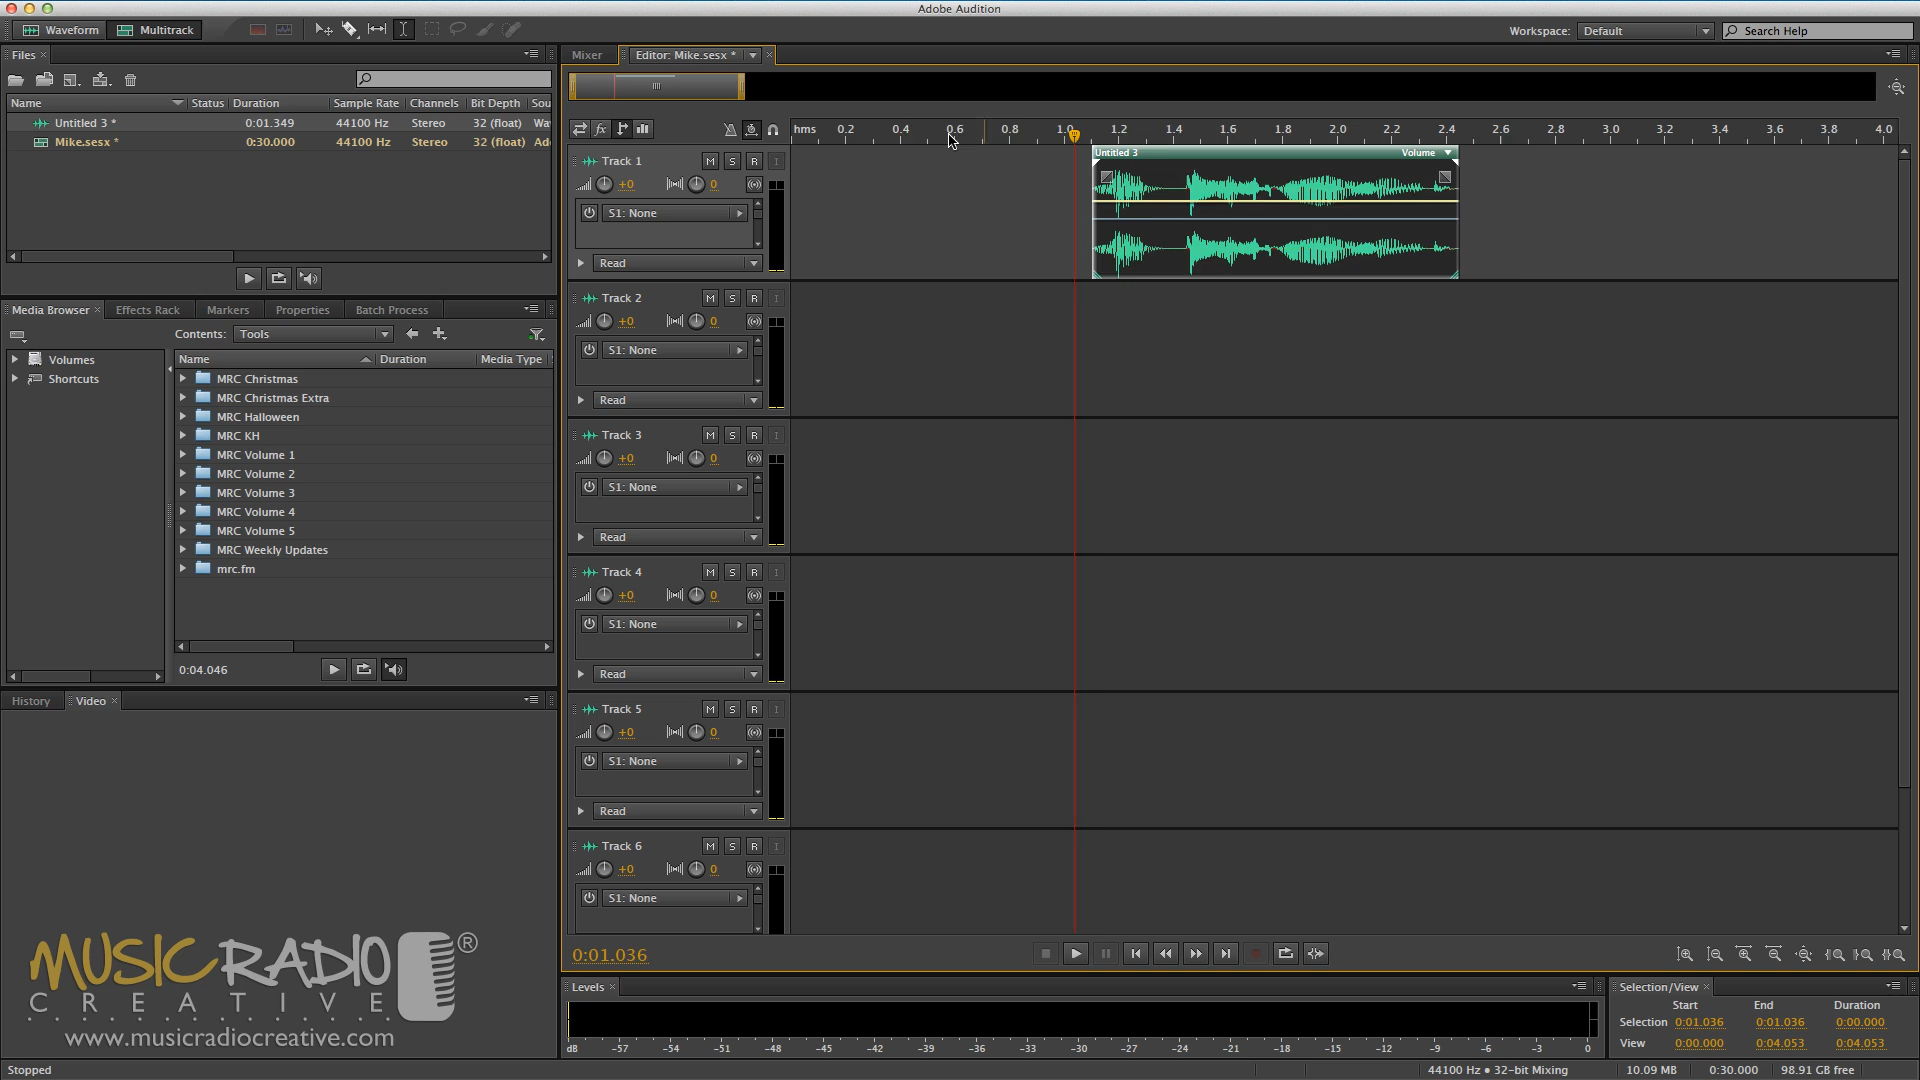 Adobe Audition
Waveform Multitrack Workspace: Default Search Help
Files
Name Status Duration Sample Rate Channels Bit Depth Sou
Untitled 3 * 0:01.349 44100 Hz Stereo 32 (float) Wa
Mike.sesx * 0:30.000 44100 Hz Stereo 32 (float) Ad
Media Browser Effects Rack Markers Properties Batch Process
Contents: Tools
Volumes
Shortcuts
Name Duration Media Type
MRC Christmas
MRC Christmas Extra
MRC Halloween
MRC KH
MRC Volume 1
MRC Volume 2
MRC Volume 3
MRC Volume 4
MRC Volume 5
MRC Weekly Updates
mrc.fm
0:04.046
History Video
MUSIC RADIO ®
CREATIVE
www.musicradiocreative.com
Mixer Editor: Mike.sesx *
fx hms 0.2 0.4 0.6 0.8 1.0 1.2 1.4 1.6 1.8 2.0 2.2 2.4 2.6 2.8 3.0 3.2 3.4 3.6 3.8 4.0
Untitled 3 Volume
Track 1 M S R I
+0 0
S1: None
Read
Track 2 M S R I
+0 0
S1: None
Read
Track 3 M S R I
+0 0
S1: None
Read
Track 4 M S R I
+0 0
S1: None
Read
Track 5 M S R I
+0 0
S1: None
Read
Track 6 M S R I
+0 0
S1: None
0:01.036
Levels
dB -57 -54 -51 -48 -45 -42 -39 -36 -33 -30 -27 -24 -21 -18 -15 -12 -9 -6 -3 0
Selection/View
Start End Duration
Selection 0:01.036 0:01.036 0:00.000
View 0:00.000 0:04.053 0:04.053
Stopped 44100 Hz • 32-bit Mixing 10.09 MB 0:30.000 98.91 GB free